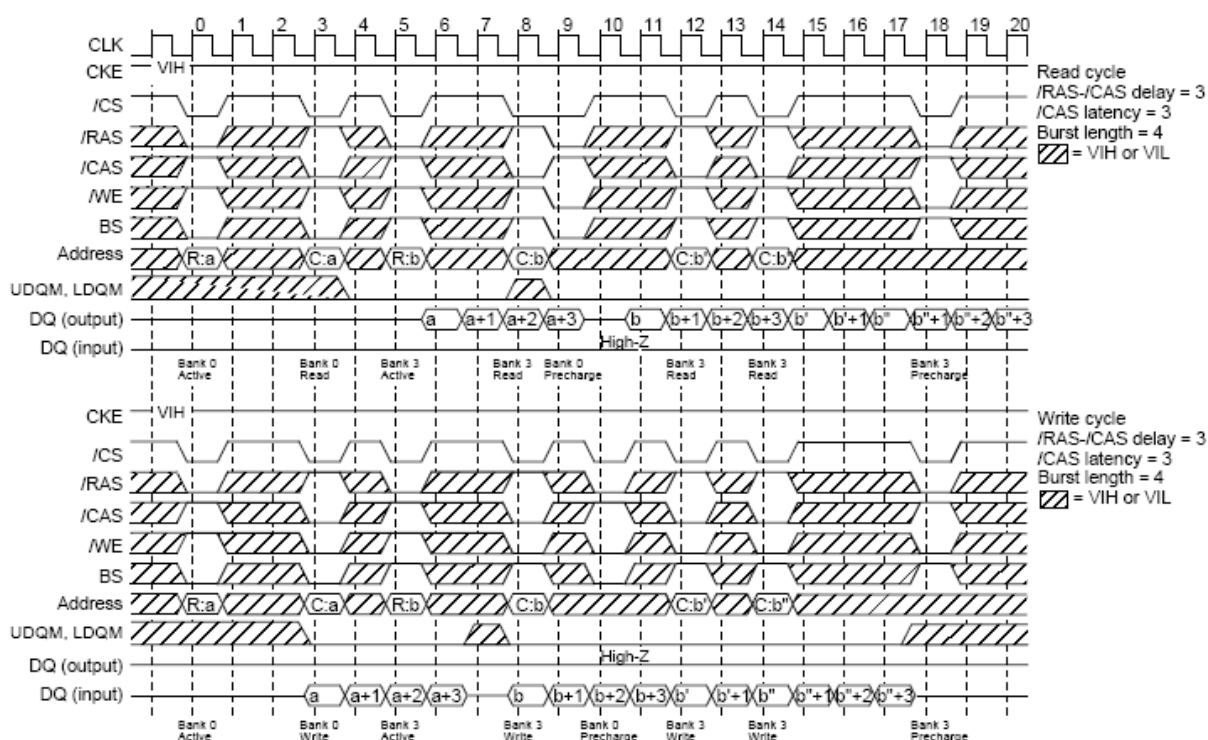 0 1 2 3 4 5 6 7 8 9 10 11 12 13 14 15 16 17 18 19 20
CLK
CKE VIH
/CS
/RAS
/CAS
/WE
BS
Address R:a C:a R:b C:b C:b' C:b"
UDQM, LDQM
DQ (output) a a+1 a+2 a+3 b b+1 b+2 b+3 b' b'+1 b" b"+1 b"+2 b"+3
DQ (input) High-Z
Bank 0 Active
Bank 0 Read
Bank 3 Active
Bank 3 Read
Bank 0 Precharge
Bank 3 Read
Bank 3 Read
Bank 3 Precharge
Read cycle
/RAS-/CAS delay = 3
/CAS latency = 3
Burst length = 4
= VIH or VIL
CKE VIH
/CS
/RAS
/CAS
/WE
BS
Address R:a C:a R:b C:b C:b' C:b"
UDQM, LDQM
DQ (output) High-Z
DQ (input) a a+1 a+2 a+3 b b+1 b+2 b+3 b' b'+1 b" b"+1 b"+2 b"+3
Bank 0 Active
Bank 0 Write
Bank 3 Active
Bank 3 Write
Bank 0 Precharge
Bank 3 Write
Bank 3 Write
Bank 3 Precharge
Write cycle
/RAS-/CAS delay = 3
/CAS latency = 3
Burst length = 4
= VIH or VIL